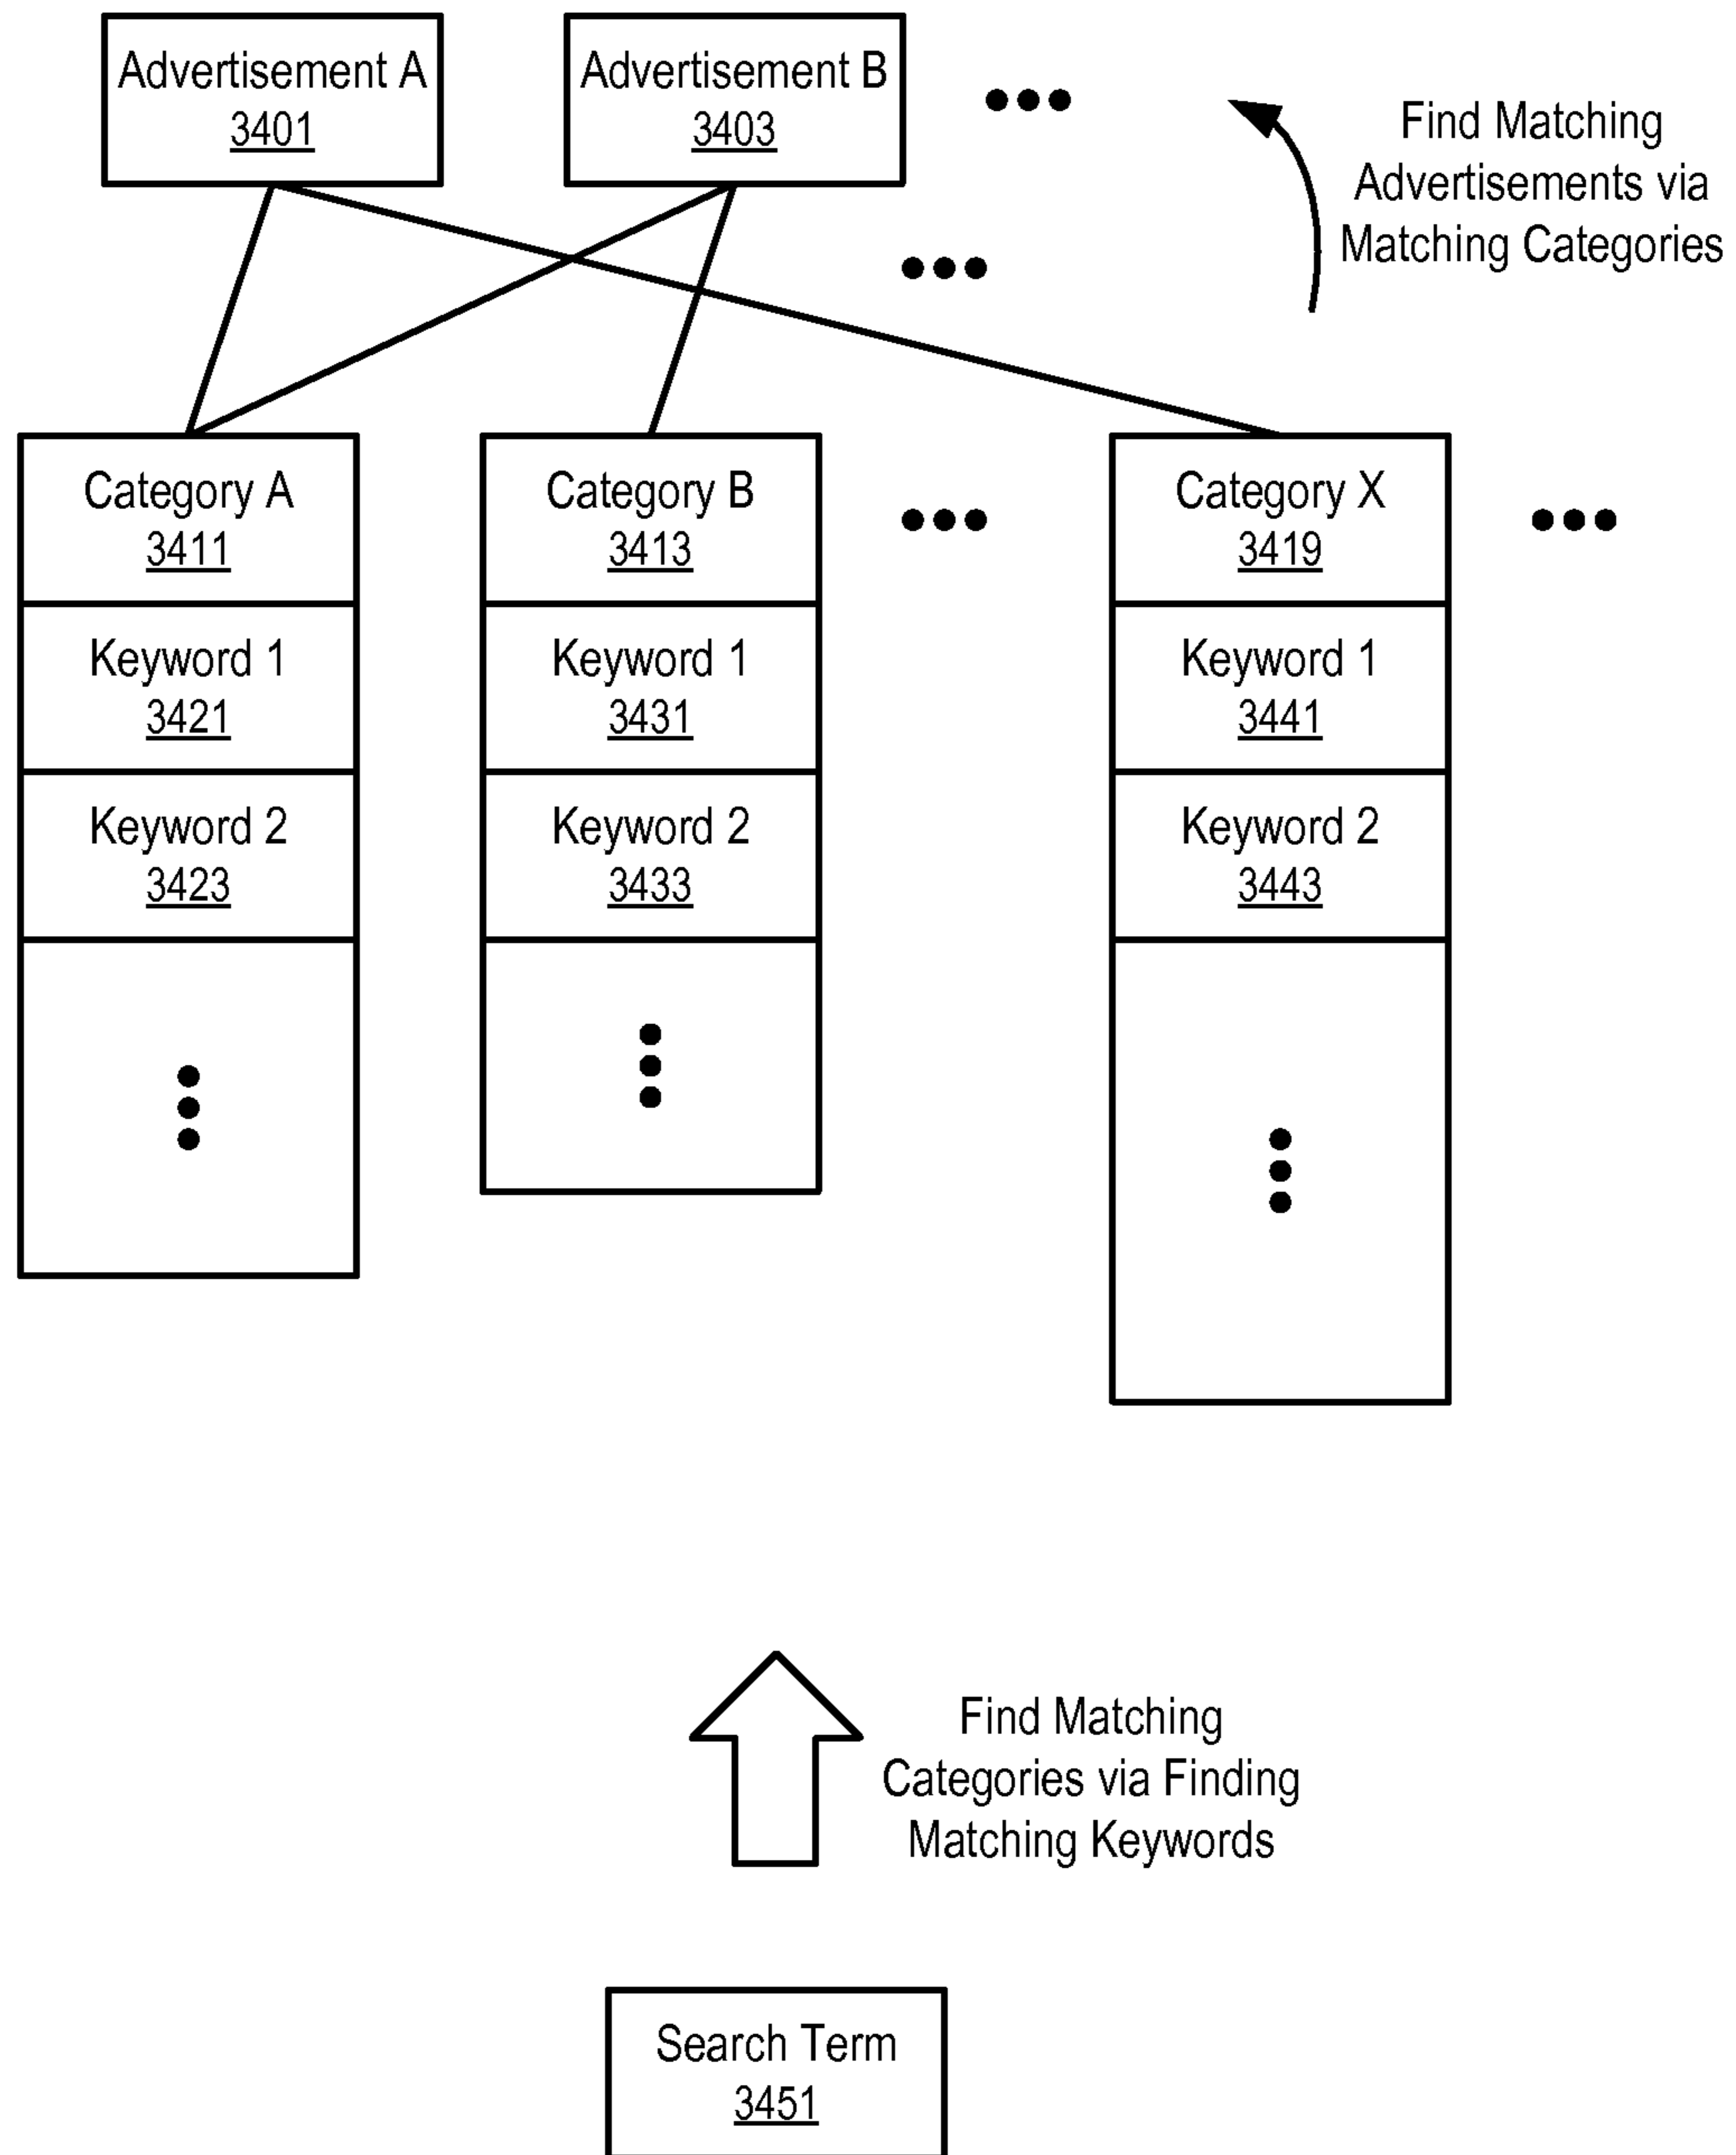 Advertisement A
3401
Advertisement B
3403
Find Matching
Advertisements via
Matching Categories
Category A
3411
Category B
3413
Category X
3419
Keyword 1
3421
Keyword 1
3431
Keyword 1
3441
Keyword 2
3423
Keyword 2
3433
Keyword 2
3443
Find Matching
Categories via Finding
Matching Keywords
Search Term
3451